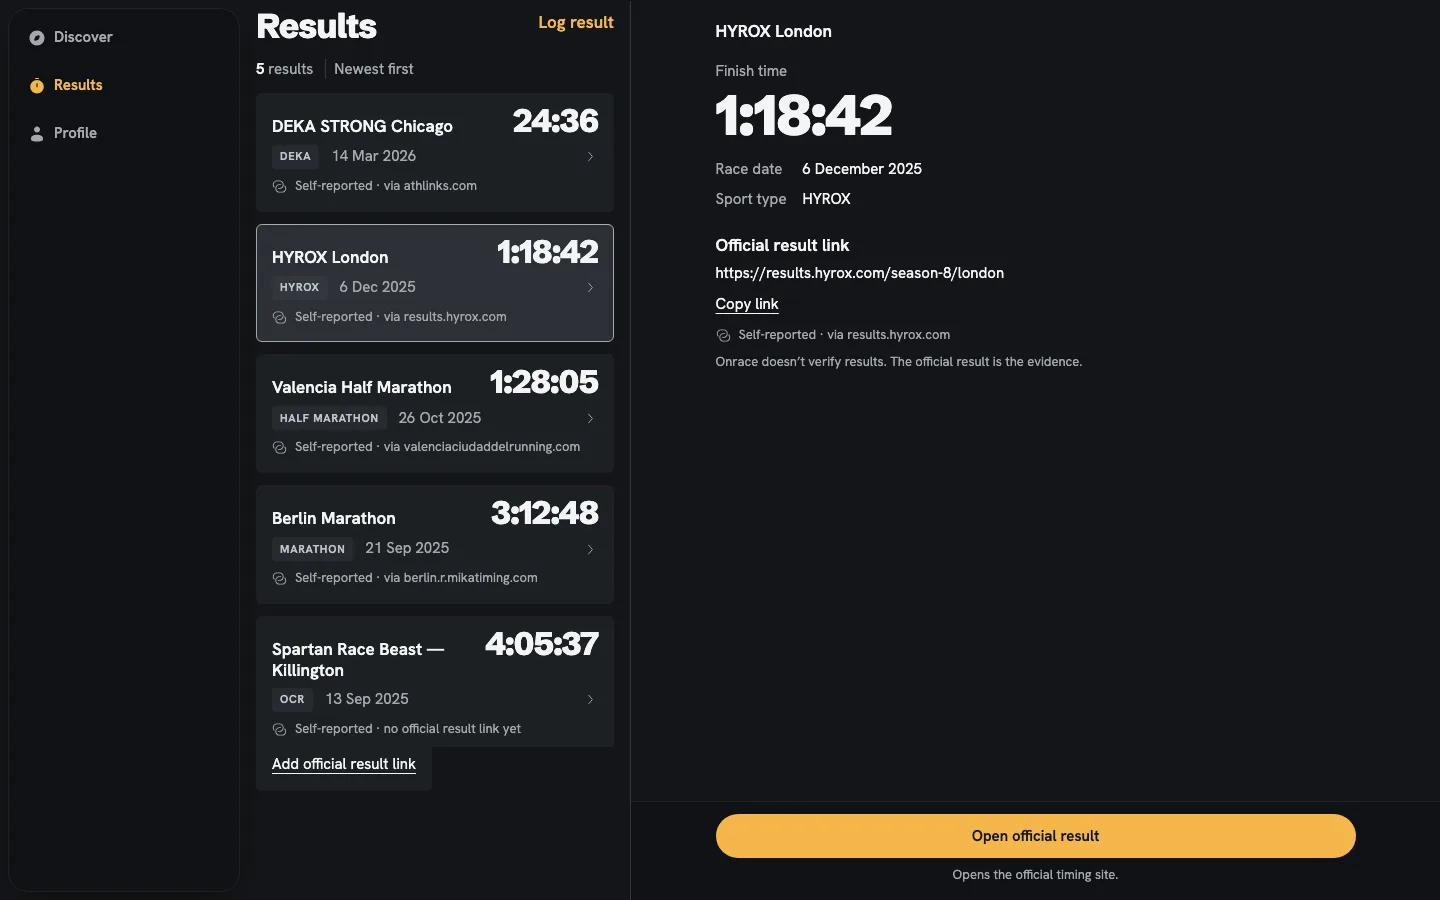 Discover
Results
Profile
Results
Log result
5 results
Newest first
DEKA STRONG Chicago
24:36
DEKA
14 Mar 2026
Self-reported · via athlinks.com
HYROX London
1:18:42
HYROX
6 Dec 2025
Self-reported · via results.hyrox.com
Valencia Half Marathon
1:28:05
HALF MARATHON
26 Oct 2025
Self-reported · via valenciaciudaddelrunning.com
Berlin Marathon
3:12:48
MARATHON
21 Sep 2025
Self-reported · via berlin.r.mikatiming.com
Spartan Race Beast —
Killington
4:05:37
OCR
13 Sep 2025
Self-reported · no official result link yet
Add official result link
HYROX London
Finish time
1:18:42
Race date 6 December 2025
Sport type HYROX
Official result link
https://results.hyrox.com/season-8/london
Copy link
Self-reported · via results.hyrox.com
Onrace doesn’t verify results. The official result is the evidence.
Open official result
Opens the official timing site.